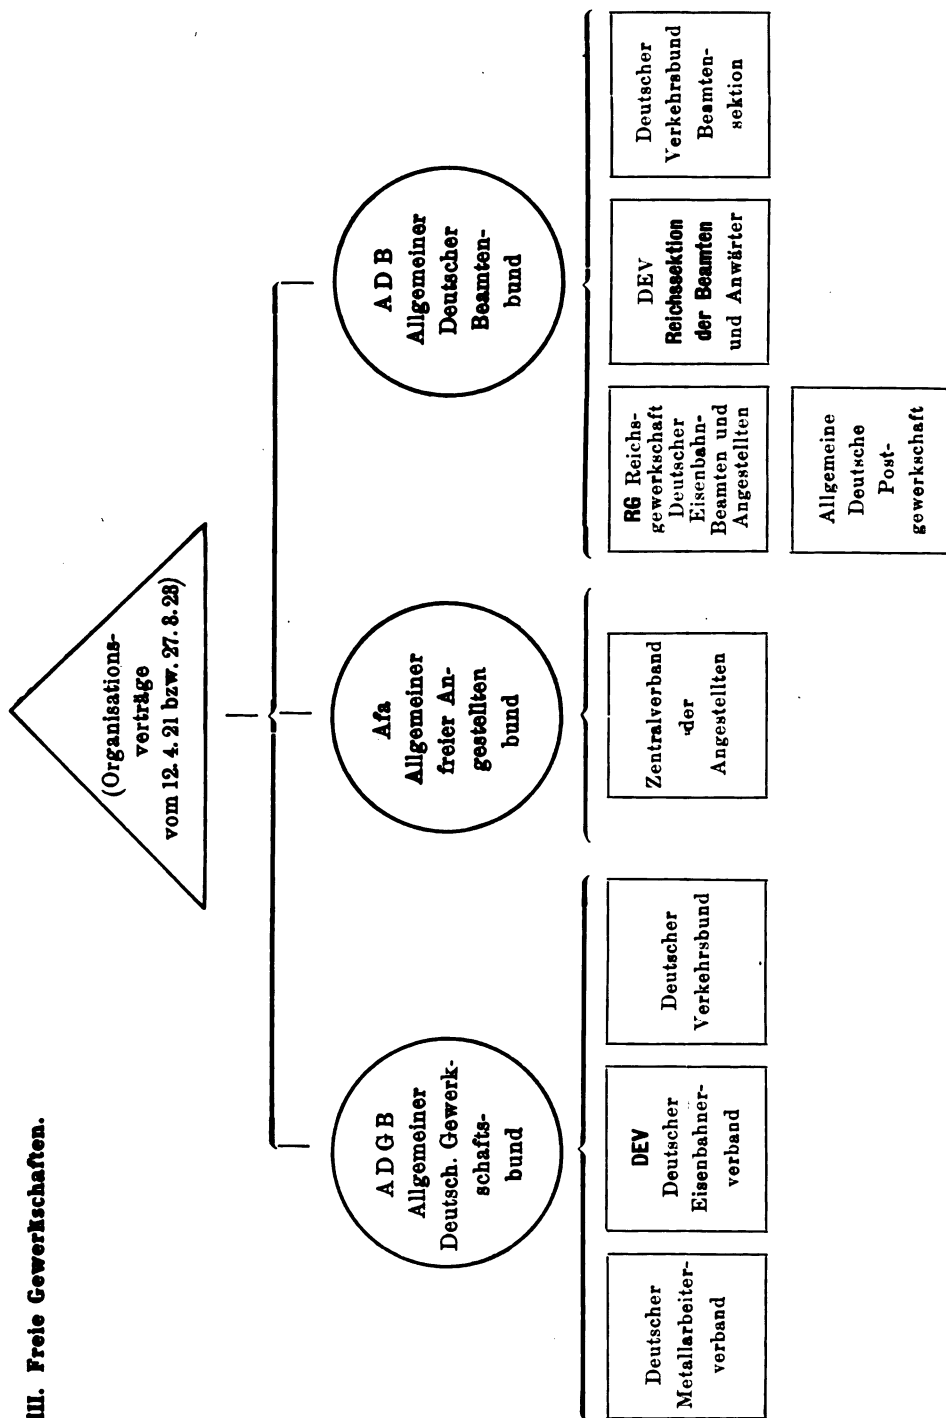 III. Freie Gewerkschaften.
(Organisations-
verträge
vom 12. 4. 21 bzw. 27. 8. 23)
ADGB
Allgemeiner
Deutsch. Gewerk-
schafts-
bund
Afa
Allgemeiner
freier An-
gestellten
bund
ADB
Allgemeiner
Deutscher
Beamten-
bund
Deutscher
Metallarbeiter-
verband
DEV
Deutscher
Eisenbahner-
verband
Deutscher
Verkehrsbund
Zentralverband
der
Angestellten
RG Reichs-
gewerkschaft
Deutscher
Eisenbahn-
Beamten und
Angestellten
DEV
Reichssektion
der Beamten
und Anwärter
Deutscher
Verkehrsbund
Beamten-
sektion
Allgemeine
Deutsche
Post-
gewerkschaft